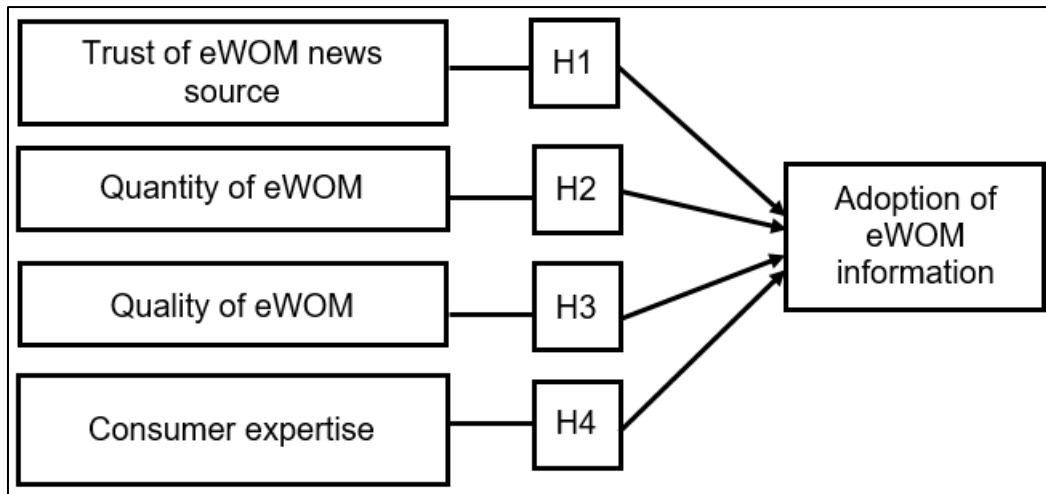 Trust of eWOM news
source
H1
Quantity of eWOM
H2
Quality of eWOM
H3
Consumer expertise
H4
Adoption of
eWOM
information